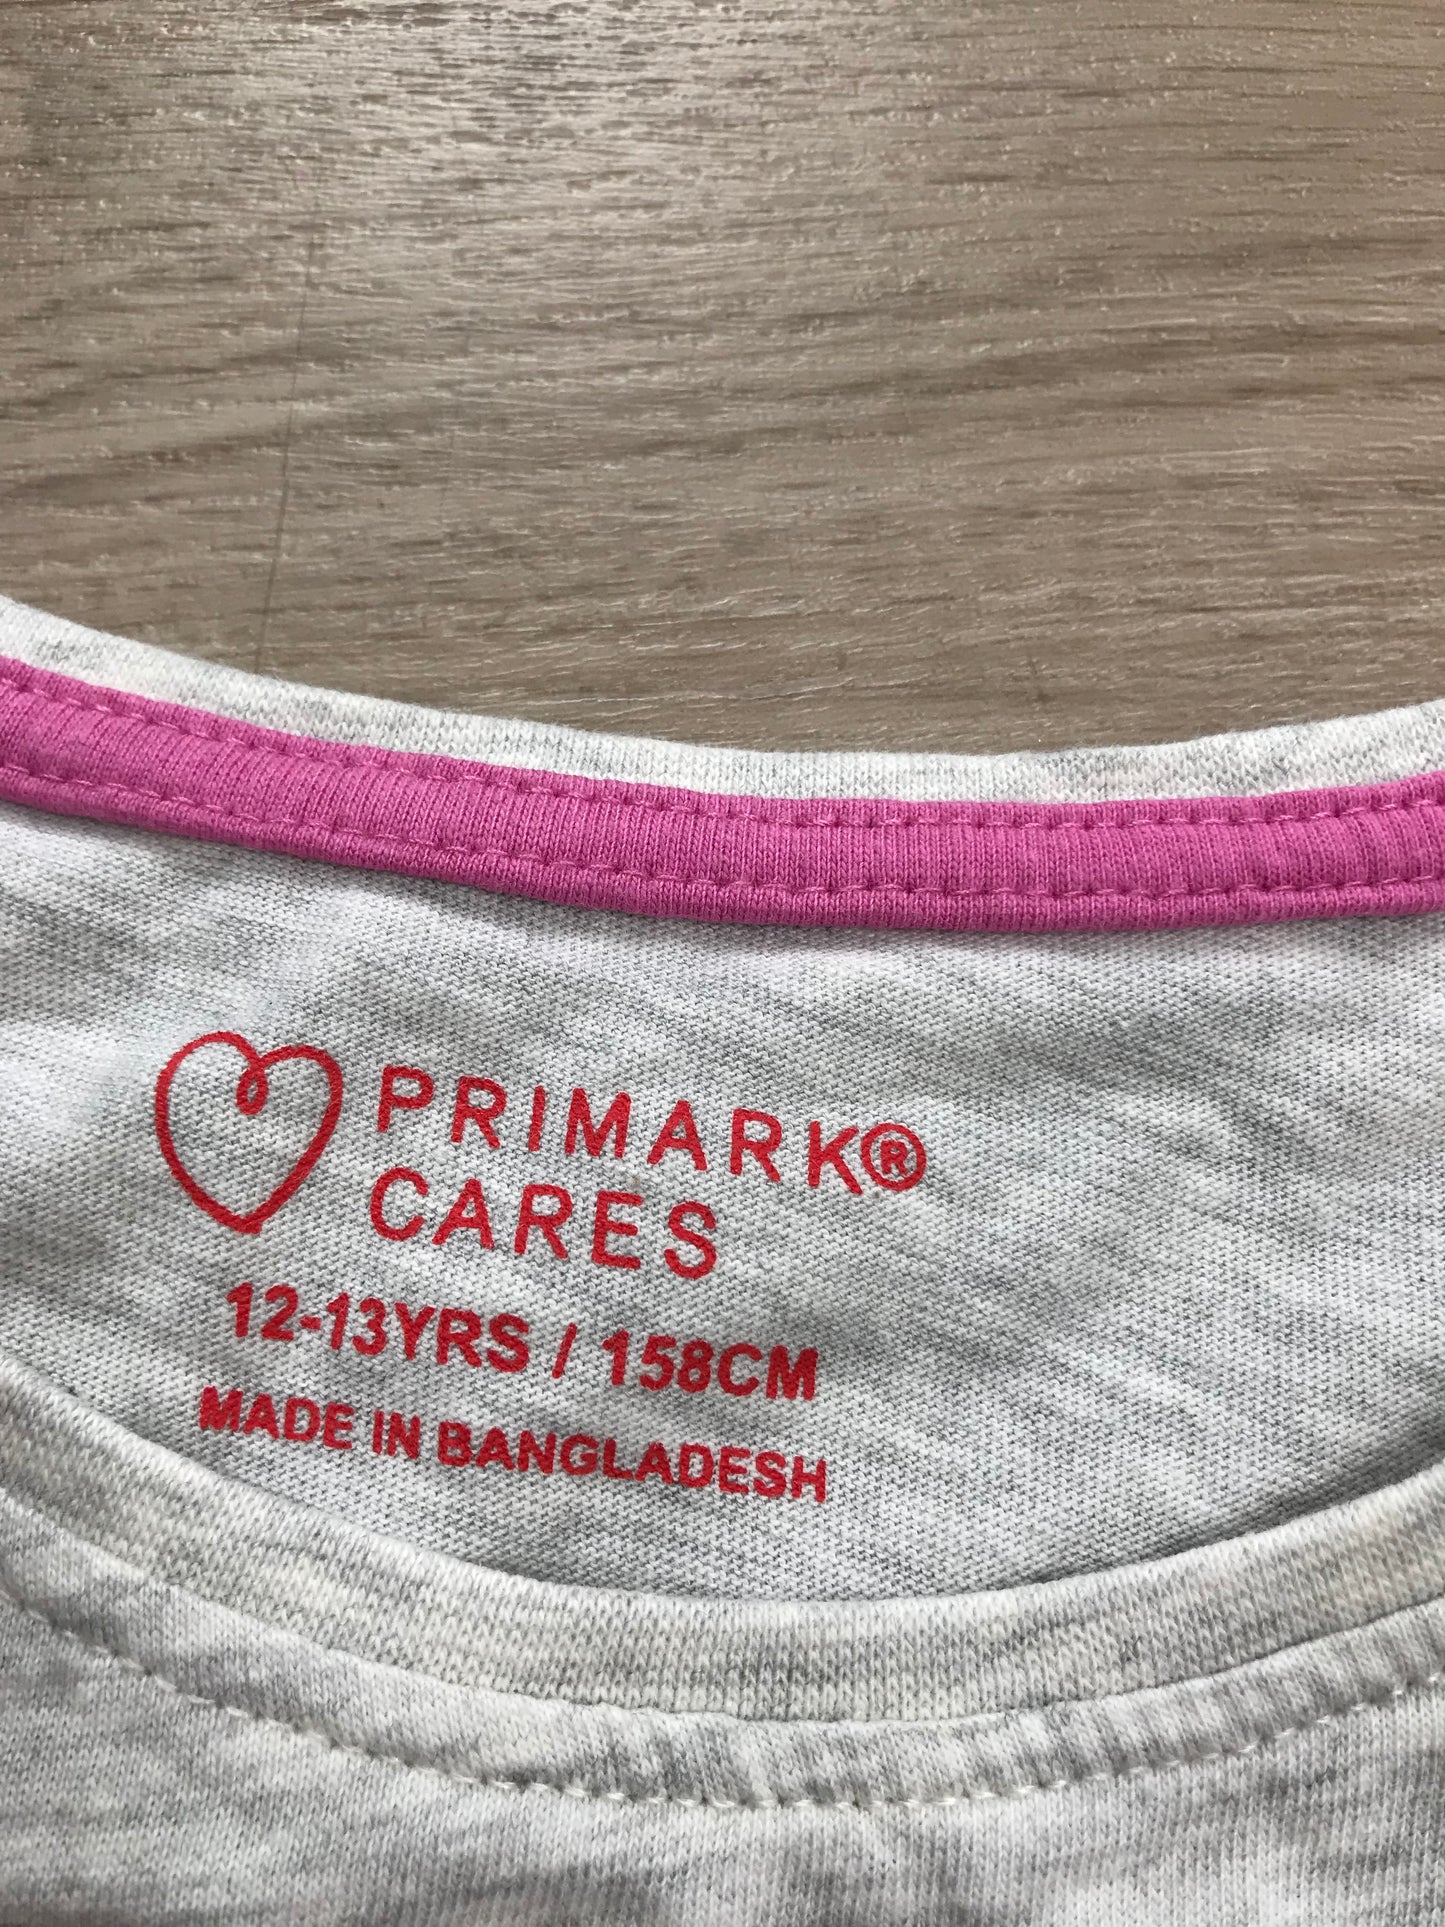 PRIMARK®
CARES
12-13YRS / 158CM
MADE IN BANGLADESH